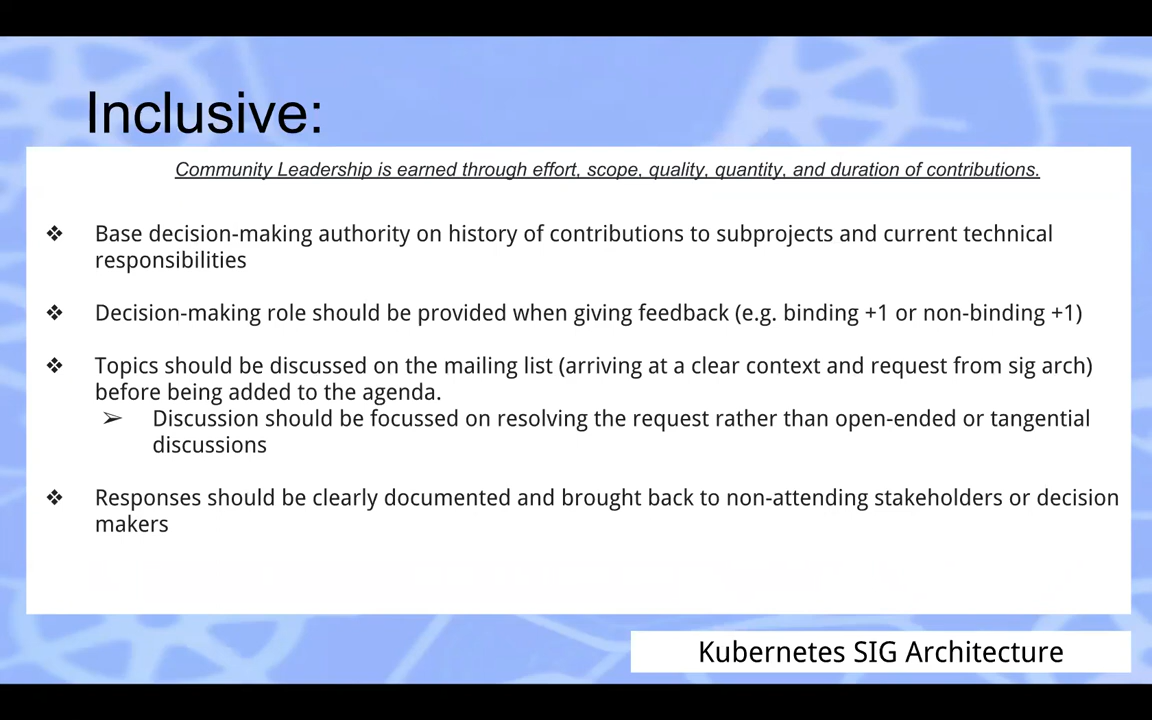 Inclusive:
Community Leadership is earned through effort, scope, quality, quantity, and duration of contributions.
❖ Base decision-making authority on history of contributions to subprojects and current technical
responsibilities
❖ Decision-making role should be provided when giving feedback (e.g. binding +1 or non-binding +1)
❖ Topics should be discussed on the mailing list (arriving at a clear context and request from sig arch)
before being added to the agenda.
➢ Discussion should be focussed on resolving the request rather than open-ended or tangential
discussions
❖ Responses should be clearly documented and brought back to non-attending stakeholders or decision
makers
Kubernetes SIG Architecture